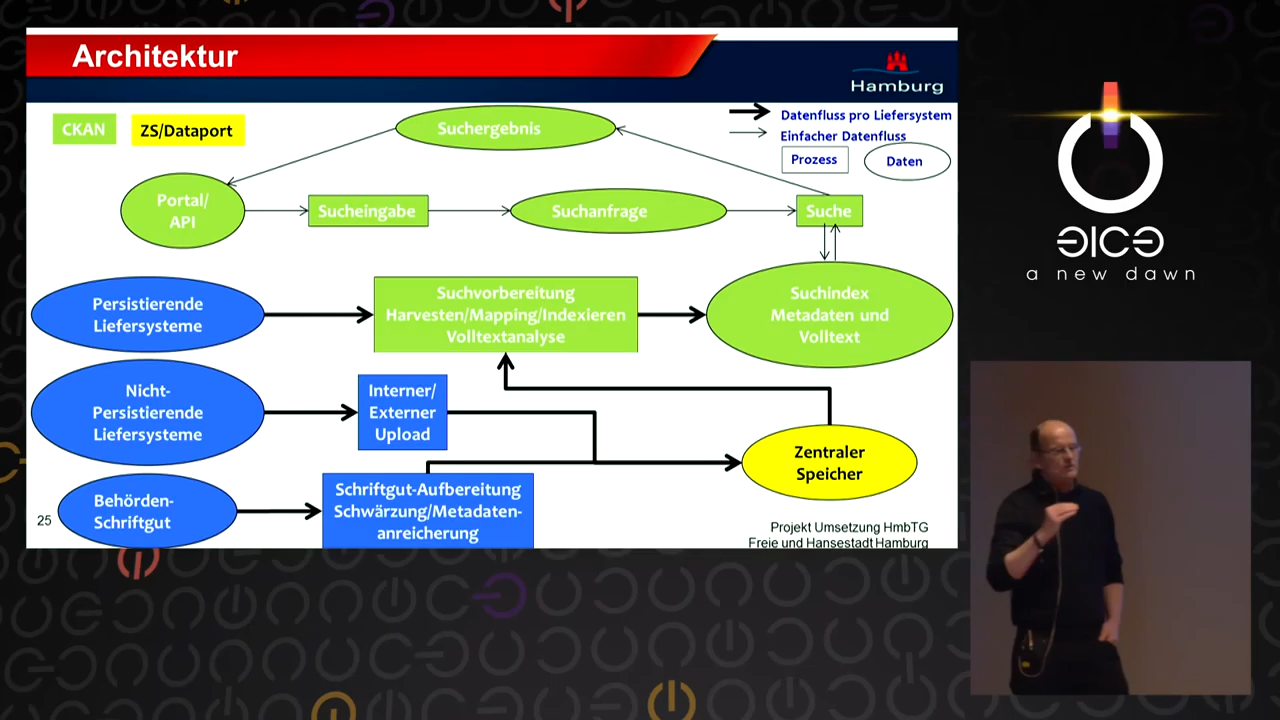 Architektur
Hamburg
CKAN
ZS/Dataport
Suchergebnis
Datenfluss pro Liefersystem
Einfacher Datenfluss
Prozess
Daten
Portal/
API
Sucheingabe
Suchanfrage
Suche
Persistierende
Liefersysteme
Suchvorbereitung
Harvesten/Mapping/Indexieren
Volltextanalyse
Suchindex
Metadaten und
Volltext
Nicht-
Persistierende
Liefersysteme
Interner/
Externer
Upload
Zentraler
Speicher
Behörden-
Schriftgut
Schriftgut-Aufbereitung
Schwärzung/Metadaten-
anreicherung
25
Projekt Umsetzung HmbTG
Freie und Hansestadt Hamburg
a new dawn